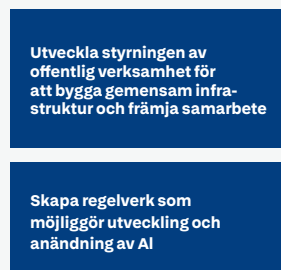 Utveckla styrningen av
offentlig verksamhet för
att bygga gemensam infra-
struktur och främja samarbete
Skapa regelverk som
möjliggör utveckling och
anändning av AI